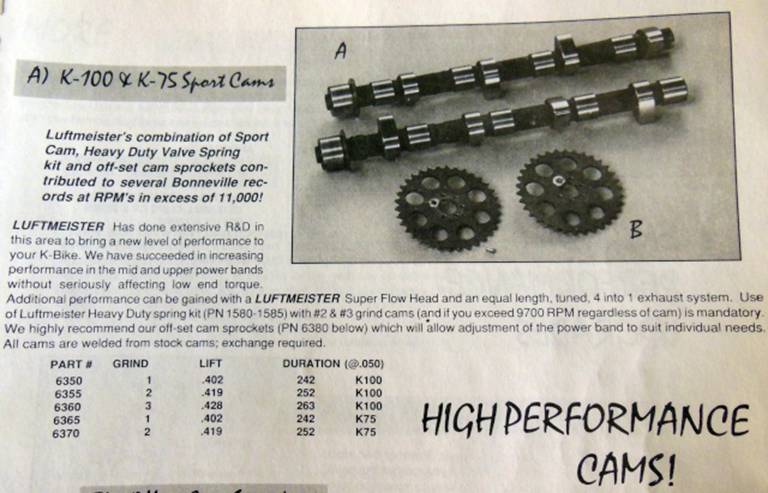 A) K-100 & K-75 Sport Cams
A
B
Luftmeister's combination of Sport
Cam, Heavy Duty Valve Spring
kit and off-set cam sprockets con-
tributed to several Bonneville rec-
ords at RPM's in excess of 11,000!
LUFTMEISTER Has done extensive R&D in
this area to bring a new level of performance to
your K-Bike. We have succeeded in increasing
performance in the mid and upper power bands
without seriously affecting low end torque.
Additional performance can be gained with a LUFTMEISTER Super Flow Head and an equal length, tuned, 4 into 1 exhaust system. Use
of Luftmeister Heavy Duty spring kit (PN 1580-1585) with #2 & #3 grind cams (and if you exceed 9700 RPM regardless of cam) is mandatory.
We highly recommend our off-set cam sprockets (PN 6380 below) which will allow adjustment of the power band to suit individual needs.
All cams are welded from stock cams; exchange required.
PART # GRIND LIFT DURATION (@.050)
6350 1 .402 242 K100
6355 2 .419 252 K100
6360 3 .428 263 K100
6365 1 .402 242 K75
6370 2 .419 252 K75
HIGH PERFORMANCE
CAMS!